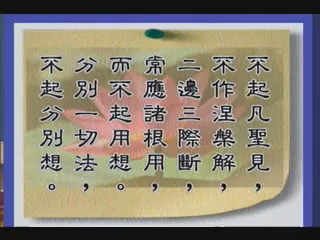 不起凡聖見，
不作涅槃解，
二邊三際斷，
常應諸根用，
而不起用想。
分別一切法，
不起分別想。